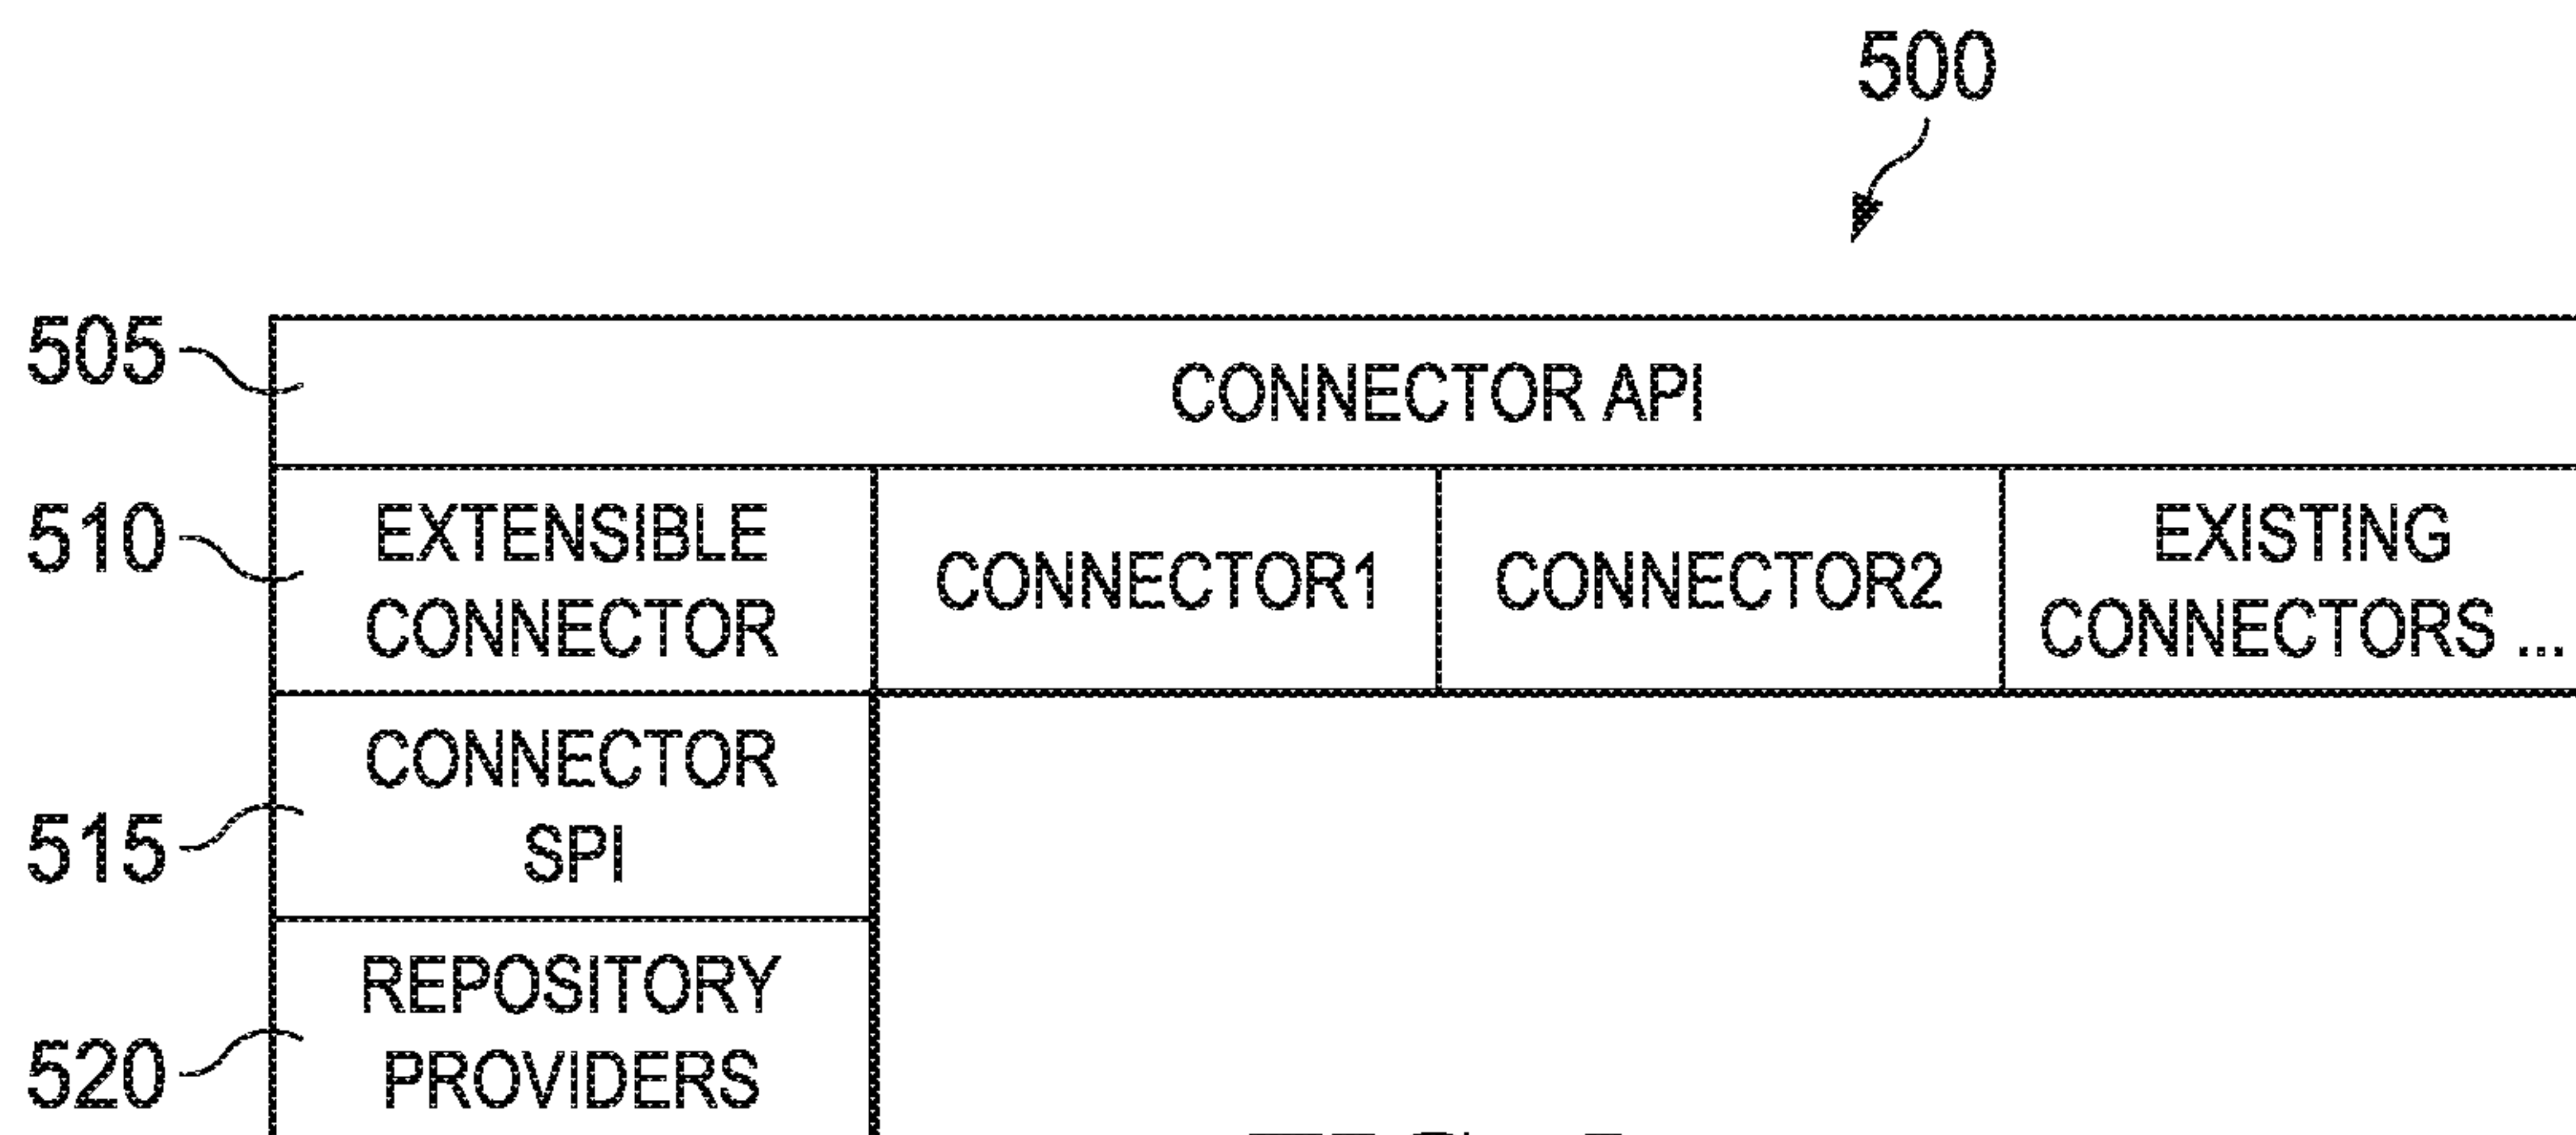 500
505
CONNECTOR API
510
EXTENSIBLE
CONNECTOR
CONNECTOR1
CONNECTOR2
EXISTING
CONNECTORS ...
515
CONNECTOR
SPI
520
REPOSITORY
PROVIDERS